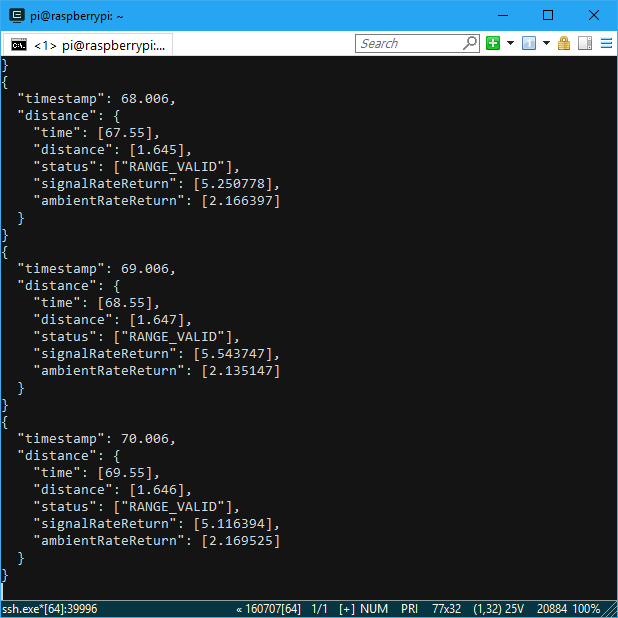 pi@raspberrypi: ~
<1> pi@raspberrypi:...
Search
}
{
  "timestamp": 68.006,
  "distance": {
    "time": [67.55],
    "distance": [1.645],
    "status": ["RANGE_VALID"],
    "signalRateReturn": [5.250778],
    "ambientRateReturn": [2.166397]
  }
}
{
  "timestamp": 69.006,
  "distance": {
    "time": [68.55],
    "distance": [1.647],
    "status": ["RANGE_VALID"],
    "signalRateReturn": [5.543747],
    "ambientRateReturn": [2.135147]
  }
}
{
  "timestamp": 70.006,
  "distance": {
    "time": [69.55],
    "distance": [1.646],
    "status": ["RANGE_VALID"],
    "signalRateReturn": [5.116394],
    "ambientRateReturn": [2.169525]
  }
}
ssh.exe*[64]:39996 « 160707[64] 1/1 [+] NUM PRI 77x32 (1,32) 25V 20884 100%